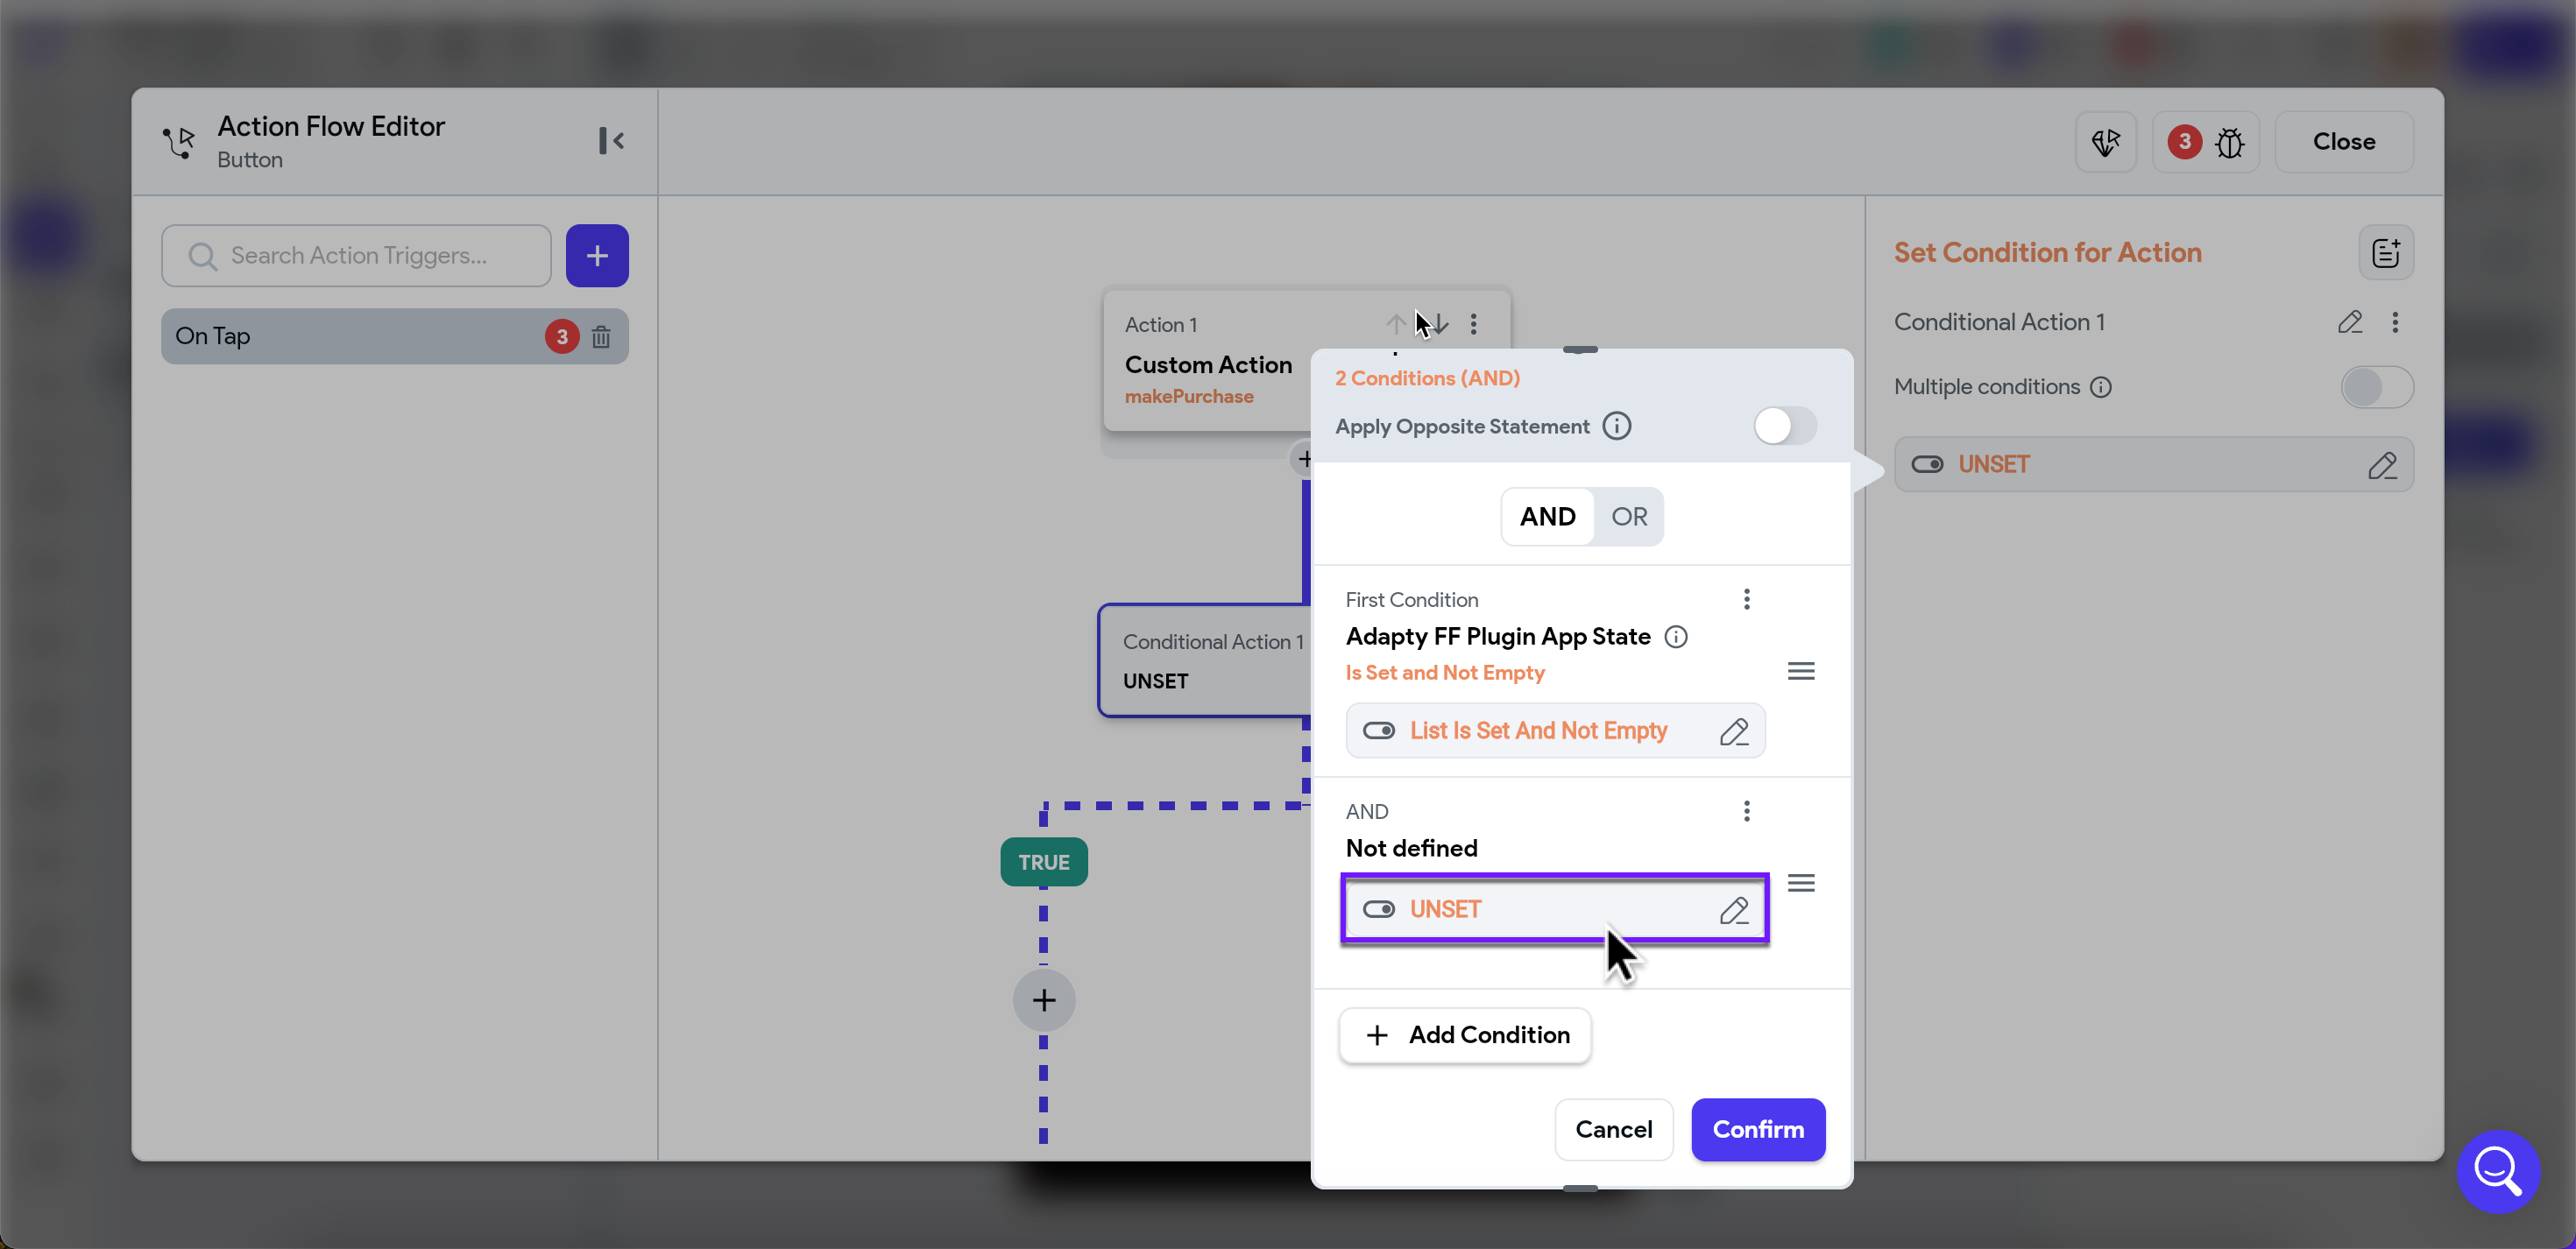 Action Flow Editor
Button
3
Close
Search Action Triggers...
On Tap
3
Action 1
Custom Action
makePurchase
Conditional Action 1
UNSET
TRUE
2 Conditions (AND)
Apply Opposite Statement
AND OR
First Condition
Adapty FF Plugin App State
Is Set and Not Empty
List Is Set And Not Empty
AND
Not defined
UNSET
Add Condition
Cancel
Confirm
Set Condition for Action
Conditional Action 1
Multiple conditions
UNSET